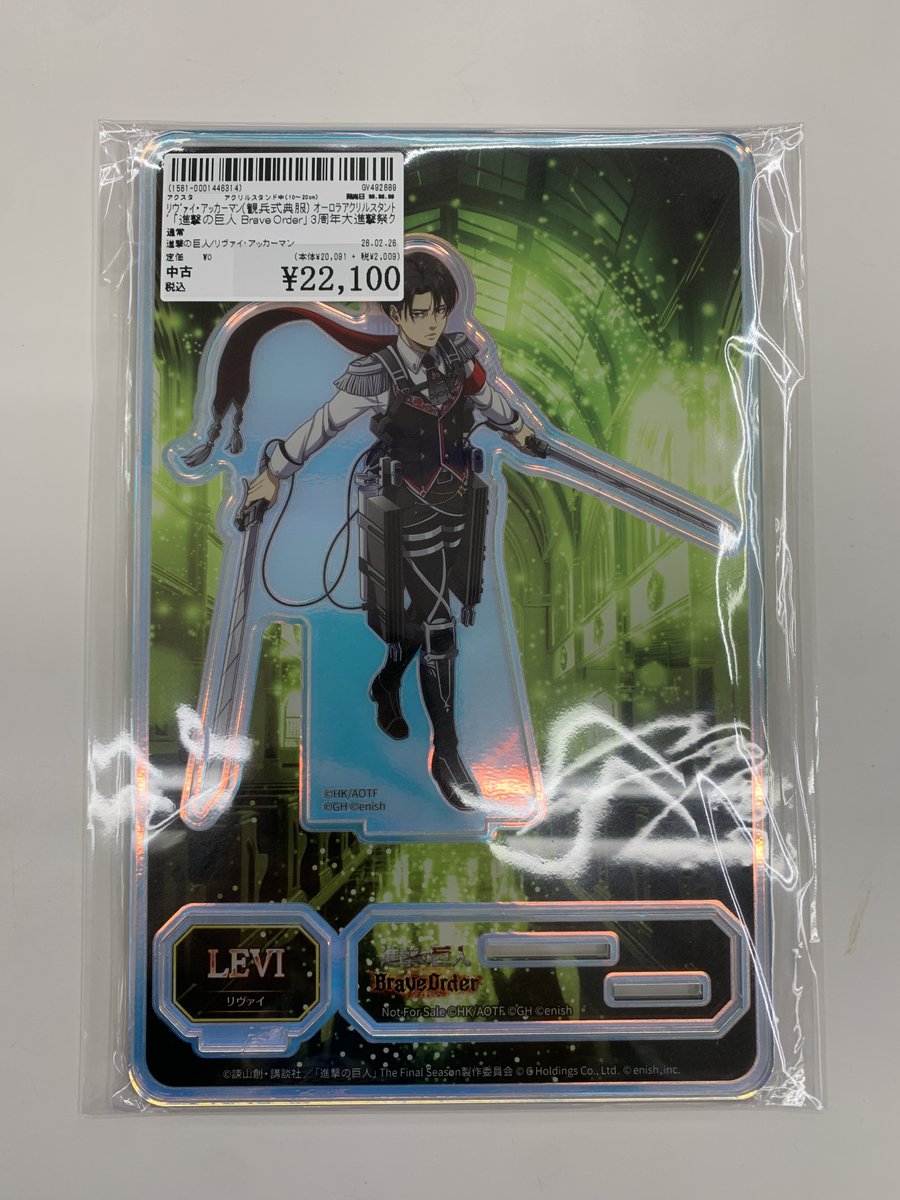 (1581-0001446314) GV492609
アクスタ アクリルスタンド中(10～20cm)
リヴァイ・アッカーマン(観兵式典服) オーロラアクリルスタンド
「進撃の巨人 Brave Order」3周年大進撃祭ク
通常
進撃の巨人/リヴァイ・アッカーマン 26.02.26
定価 ¥0 (本体¥20,091 + 税¥2,009)
中古
税込 ¥22,100
©HK/AOTF
©GH ©enish
LEVI
リヴァイ
進撃の巨人
BraveOrder
Not For Sale ©HK/AOTF ©GH ©enish
©諫山創・講談社／「進撃の巨人」The Final Season製作委員会 © G Holdings Co., Ltd. © enish, inc.